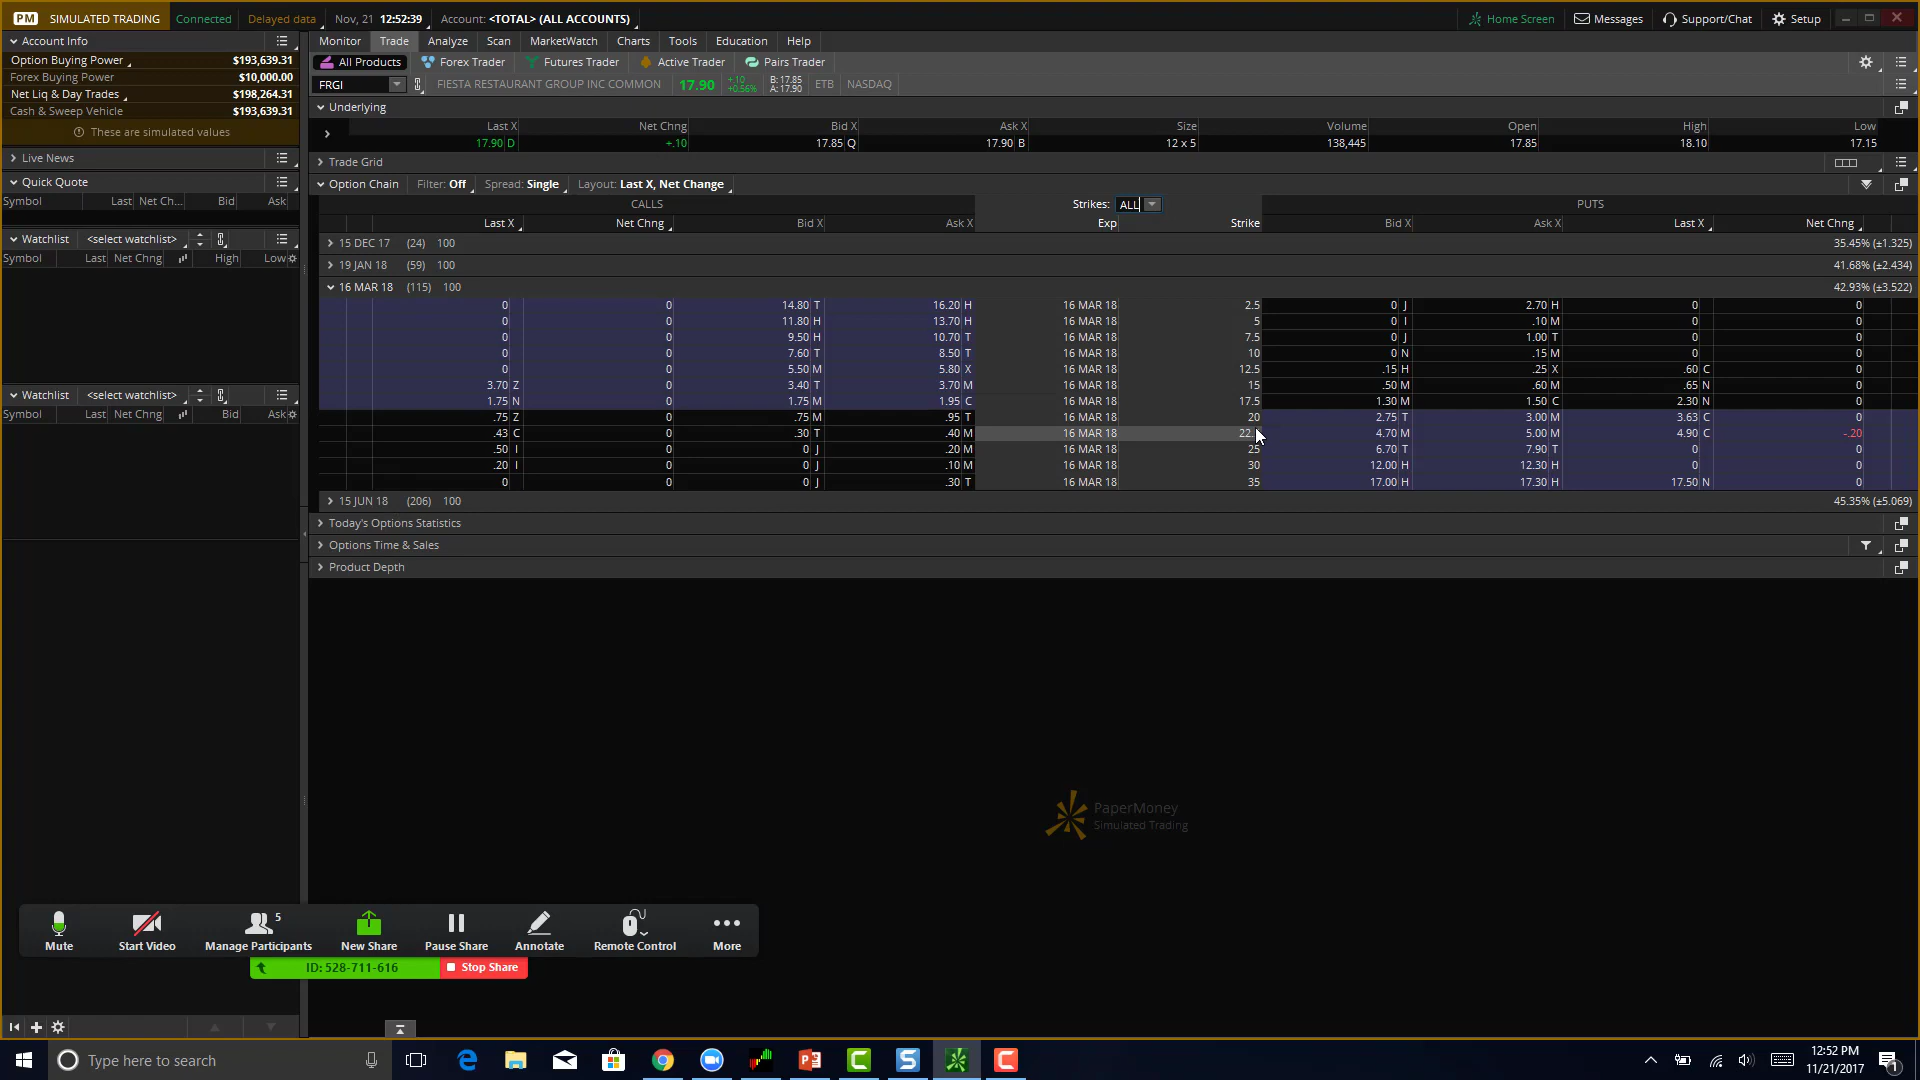 PM SIMULATED TRADING Connected Delayed data Nov, 21 12:52:39 Account: <TOTAL> (ALL ACCOUNTS) Home Screen Messages Support/Chat Setup
Account Info
Option Buying Power $193,639.31
Forex Buying Power $10,000.00
Net Liq & Day Trades $198,264.31
Cash & Sweep Vehicle $193,639.31
These are simulated values
Live News
Quick Quote
Symbol Last Net Ch... Bid Ask
Watchlist <select watchlist>
Symbol Last Net Chng High Low
Watchlist <select watchlist>
Symbol Last Net Chng Bid Ask
Monitor Trade Analyze Scan MarketWatch Charts Tools Education Help
All Products Forex Trader Futures Trader Active Trader Pairs Trader
FRGI FIESTA RESTAURANT GROUP INC COMMON 17.90 +.10 +0.56% B: 17.85 A: 17.90 ETB NASDAQ
Underlying
Last X Net Chng Bid X Ask X Size Volume Open High Low
17.90 D +.10 17.85 Q 17.90 B 12 x 5 138,445 17.85 18.10 17.15
Trade Grid
Option Chain Filter: Off Spread: Single Layout: Last X, Net Change
CALLS Strikes: ALL PUTS
Last X Net Chng Bid X Ask X Exp Strike Bid X Ask X Last X Net Chng
15 DEC 17 (24) 100 35.45% (±1.325)
19 JAN 18 (59) 100 41.68% (±2.434)
16 MAR 18 (115) 100 42.93% (±3.522)
0 0 14.80 T 16.20 H 16 MAR 18 2.5 0 J 2.70 H 0 0
0 0 11.80 H 13.70 H 16 MAR 18 5 0 I .10 M 0 0
0 0 9.50 H 10.70 T 16 MAR 18 7.5 0 J 1.00 T 0 0
0 0 7.60 T 8.50 T 16 MAR 18 10 0 N .15 M 0 0
0 0 5.50 M 5.80 X 16 MAR 18 12.5 .15 H .25 X .60 C 0
3.70 Z 0 3.40 T 3.70 M 16 MAR 18 15 .50 M .60 M .65 N 0
1.75 N 0 1.75 M 1.95 C 16 MAR 18 17.5 1.30 M 1.50 C 2.30 N 0
.75 Z 0 .75 M .95 T 16 MAR 18 20 2.75 T 3.00 M 3.63 C 0
.43 C 0 .30 T .40 M 16 MAR 18 22. 4.70 M 5.00 M 4.90 C -.20
.50 I 0 0 J .20 M 16 MAR 18 25 6.70 T 7.90 T 0 0
.20 I 0 0 J .10 M 16 MAR 18 30 12.00 H 12.30 H 0 0
0 0 0 J .30 T 16 MAR 18 35 17.00 H 17.30 H 17.50 N 0
15 JUN 18 (206) 100 45.35% (±5.069)
Today's Options Statistics
Options Time & Sales
Product Depth
PaperMoney
Simulated Trading
5
Mute Start Video Manage Participants New Share Pause Share Annotate Remote Control More
ID: 528-711-616 Stop Share
Type here to search
12:52 PM
11/21/2017
1